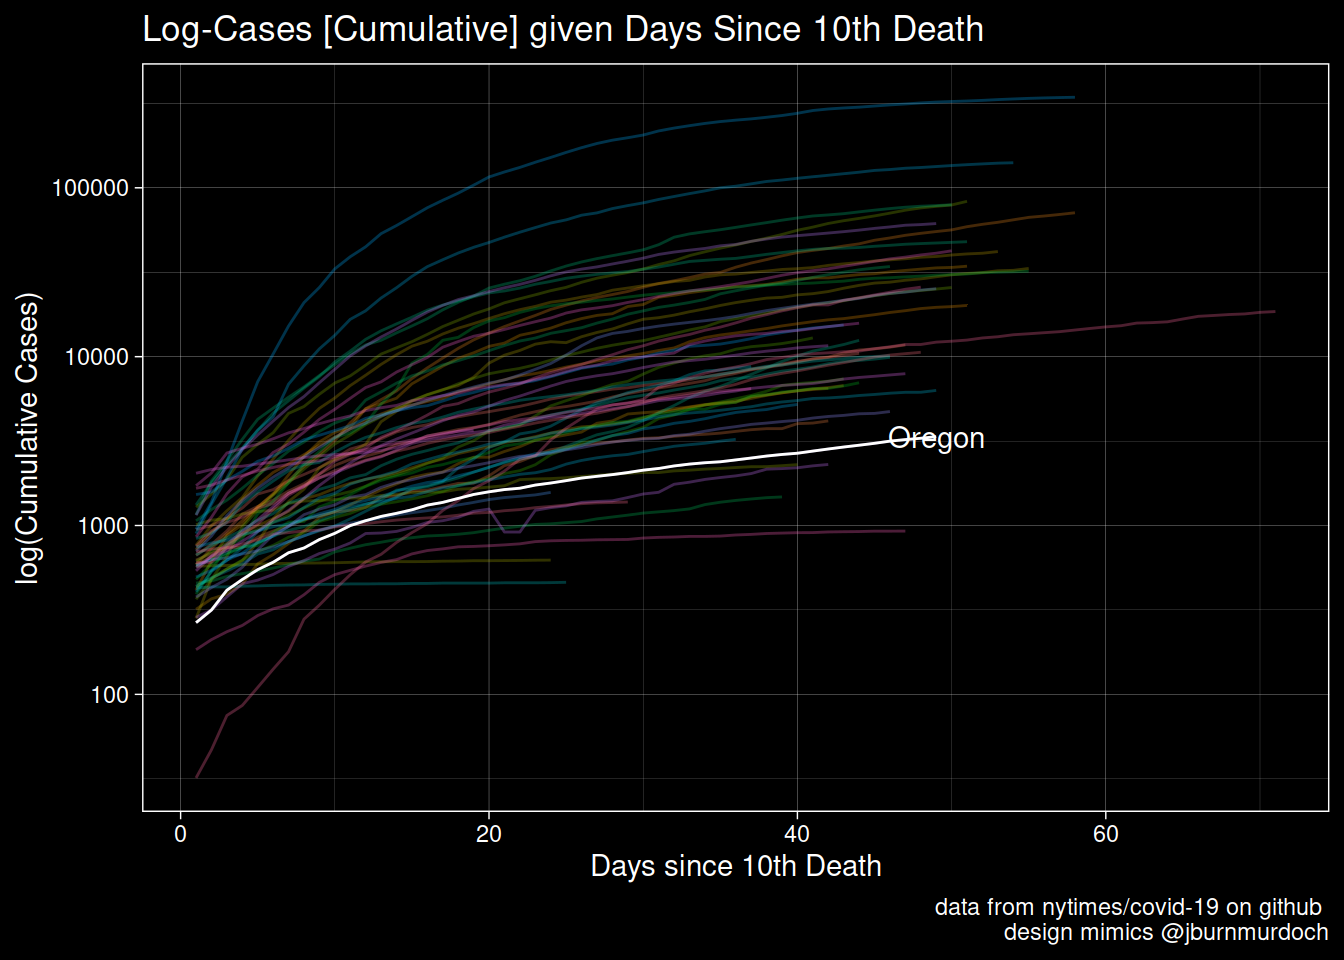 Log-Cases [Cumulative] given Days Since 10th Death
log(Cumulative Cases)
100000
10000
1000
100
Oregon
0 20 40 60
Days since 10th Death
data from nytimes/covid-19 on github
design mimics @jburnmurdoch